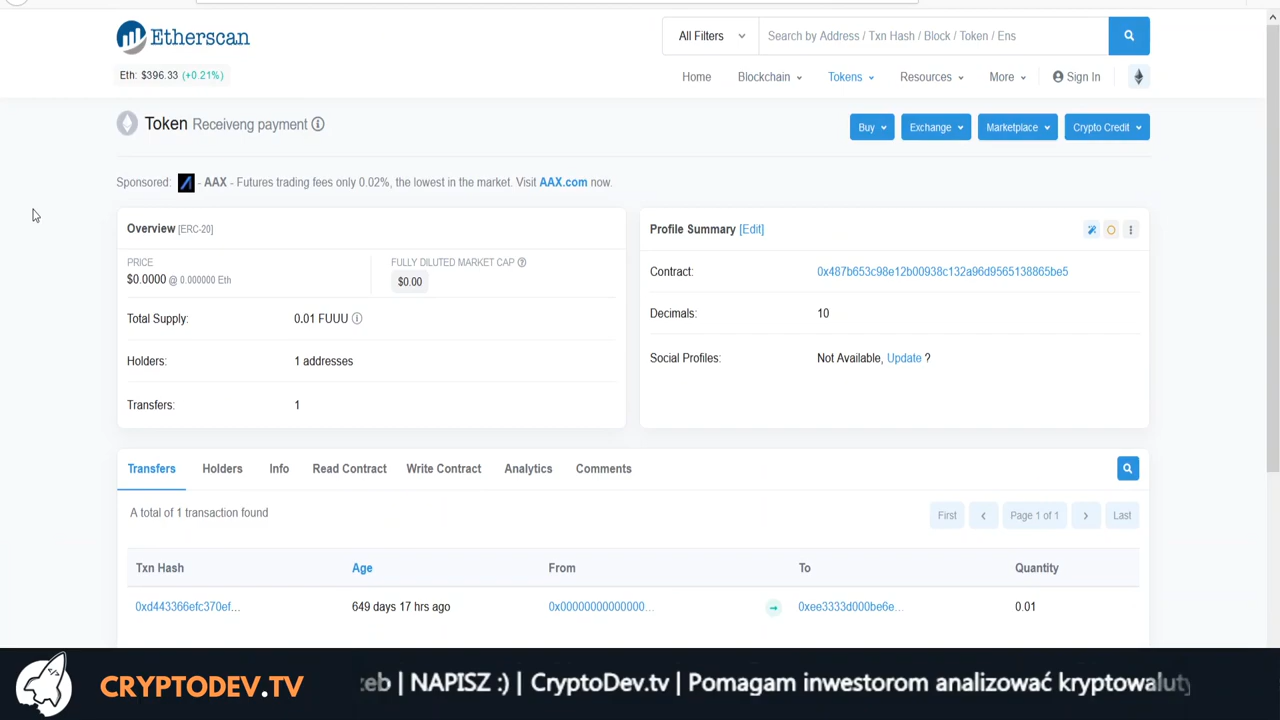 Etherscan
All Filters
Search by Address / Txn Hash / Block / Token / Ens
Eth: $396.33 (+0.21%)
Home Blockchain Tokens Resources More Sign In
Token Receiveng payment
Buy Exchange Marketplace Crypto Credit
Sponsored: - AAX - Futures trading fees only 0.02%, the lowest in the market. Visit AAX.com now.
Overview [ERC-20]
PRICE
$0.0000 @ 0.000000 Eth
FULLY DILUTED MARKET CAP
$0.00
Total Supply: 0.01 FUUU
Holders: 1 addresses
Transfers: 1
Profile Summary [Edit]
Contract: 0x487b653c98e12b00938c132a96d9565138865be5
Decimals: 10
Social Profiles: Not Available, Update ?
Transfers Holders Info Read Contract Write Contract Analytics Comments
A total of 1 transaction found
First Page 1 of 1 Last
Txn Hash Age From To Quantity
0xd443366efc370ef... 649 days 17 hrs ago 0x00000000000000... 0xee3333d000be6e... 0.01
CRYPTODEV.TV
zeb | NAPISZ :) | CryptoDev.tv | Pomagam inwestorom analizować kryptowaluty